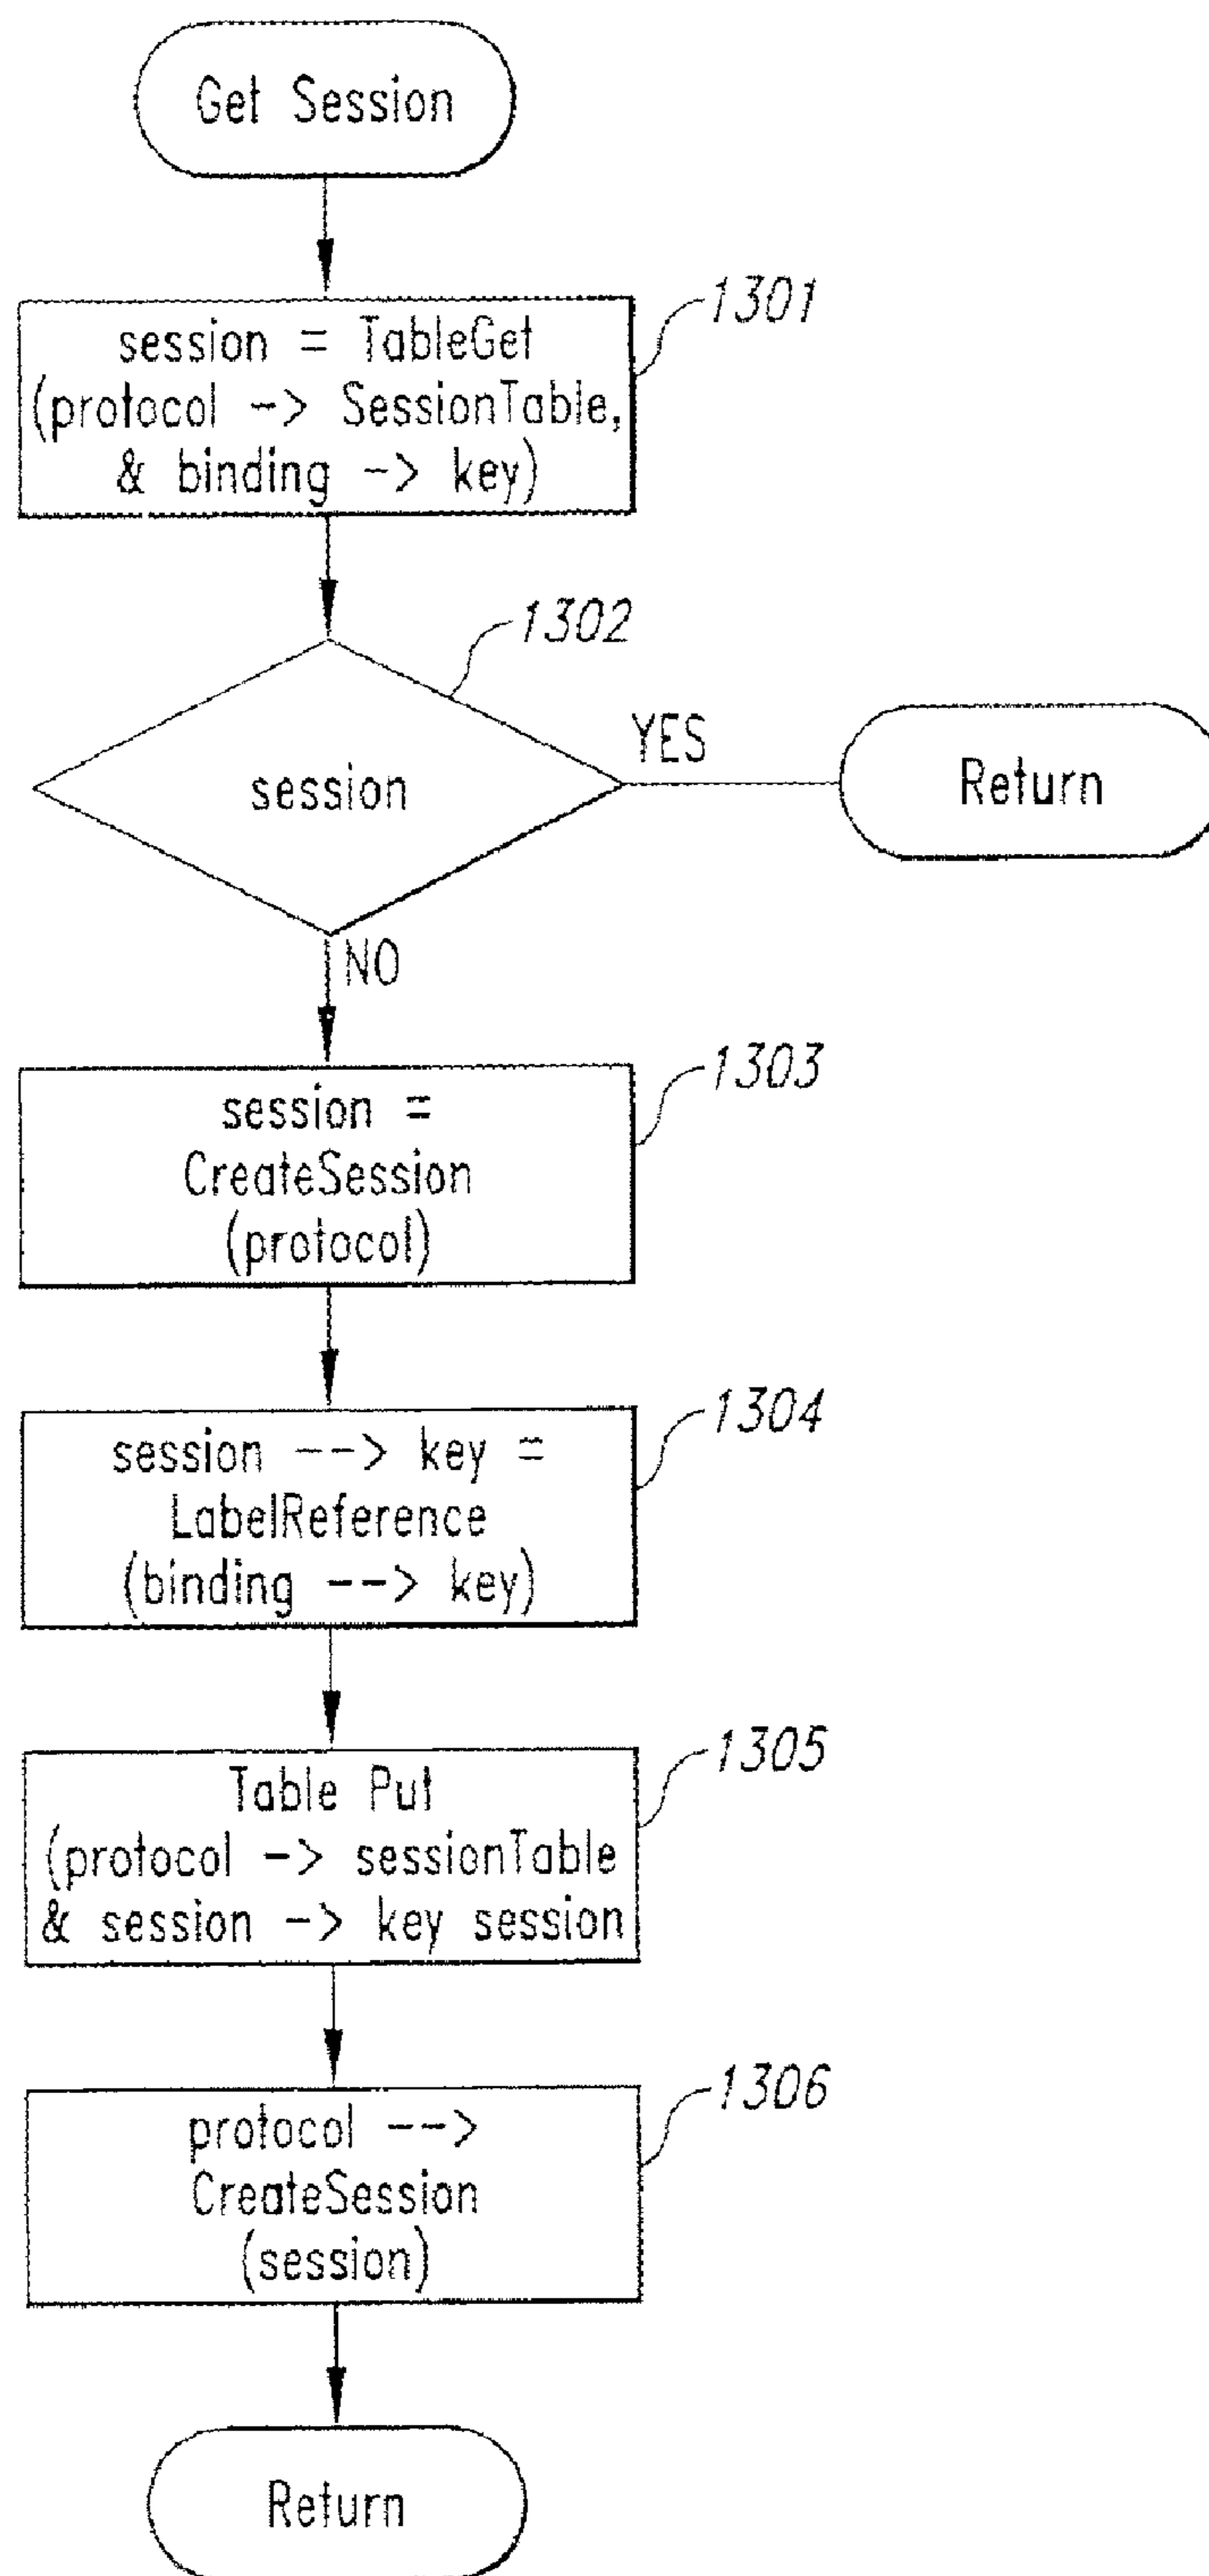 Get Session
1301
session = TableGet
(protocol -> SessionTable,
& binding -> key)
1302
session
YES
Return
NO
1303
session =
CreateSession
(protocol)
1304
session --> key =
LabelReference
(binding --> key)
1305
Table Put
(protocol -> sessionTable
& session -> key session
1306
protocol -->
CreateSession
(session)
Return